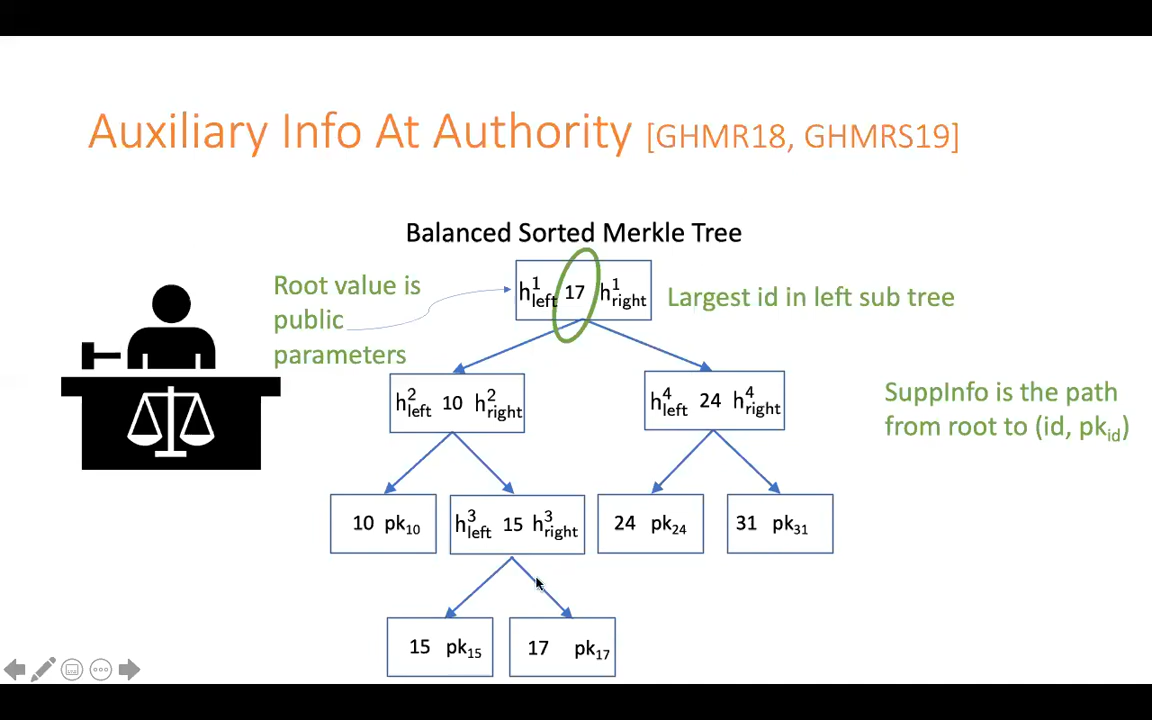 Auxiliary Info At Authority [GHMR18, GHMRS19]
Balanced Sorted Merkle Tree
Root value is
public
parameters
h¹left 17 h¹right
Largest id in left sub tree
h²left 10 h²right
h⁴left 24 h⁴right
SuppInfo is the path
from root to (id, pkid)
10 pk10
h³left 15 h³right
24 pk24
31 pk31
15 pk15
17 pk17